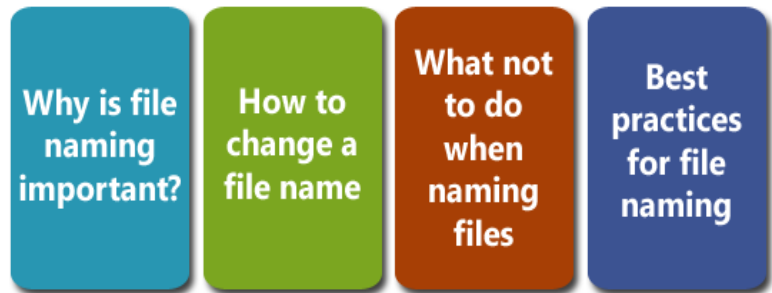 Why is file
naming
important?
How to
change a
file name
What not
to do
when
naming
files
Best
practices
for file
naming